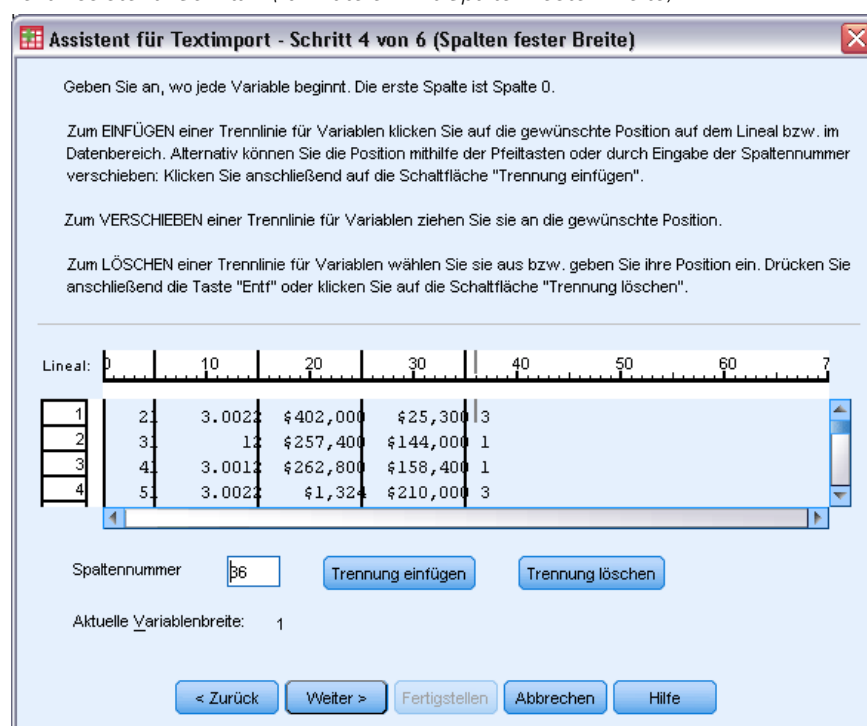 Assistent für Textimport - Schritt 4 von 6 (Spalten fester Breite)
Geben Sie an, wo jede Variable beginnt. Die erste Spalte ist Spalte 0.
Zum EINFÜGEN einer Trennlinie für Variablen klicken Sie auf die gewünschte Position auf dem Lineal bzw. im
Datenbereich. Alternativ können Sie die Position mithilfe der Pfeiltasten oder durch Eingabe der Spaltennummer
verschieben: Klicken Sie anschließend auf die Schaltfläche "Trennung einfügen".
Zum VERSCHIEBEN einer Trennlinie für Variablen ziehen Sie sie an die gewünschte Position.
Zum LÖSCHEN einer Trennlinie für Variablen wählen Sie sie aus bzw. geben Sie ihre Position ein. Drücken Sie
anschließend die Taste "Entf" oder klicken Sie auf die Schaltfläche "Trennung löschen".
Lineal: 0 10 20 30 40 50 60 7
1 21 3.0022 $402,000 $25,300 3
2 31 12 $257,400 $144,000 1
3 41 3.0012 $262,800 $158,400 1
4 51 3.0022 $1,324 $210,000 3
Spaltennummer 36 Trennung einfügen Trennung löschen
Aktuelle Variablenbreite: 1
< Zurück Weiter > Fertigstellen Abbrechen Hilfe